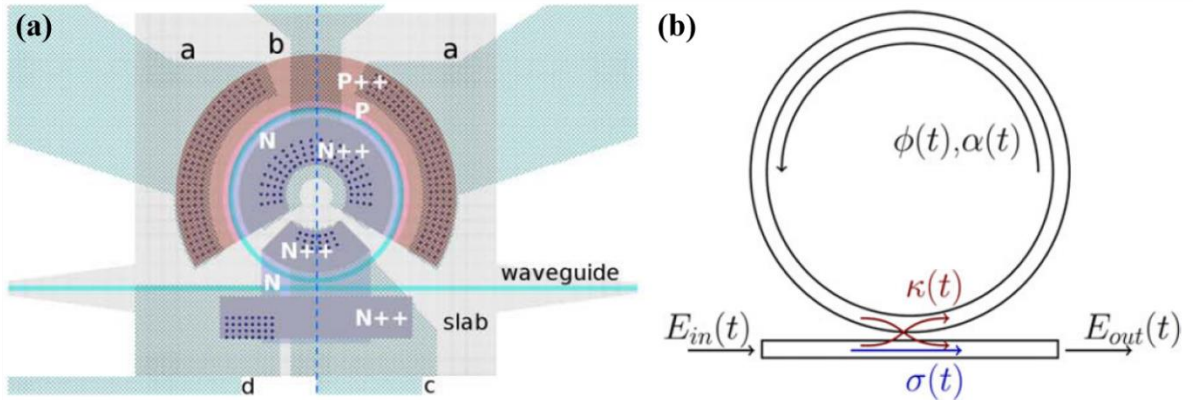 (a)
a
b
a
P++
P
N
N++
N++
N
waveguide
N++
slab
d
c
(b)
ϕ(t),α(t)
κ(t)
E_in(t)
E_out(t)
σ(t)